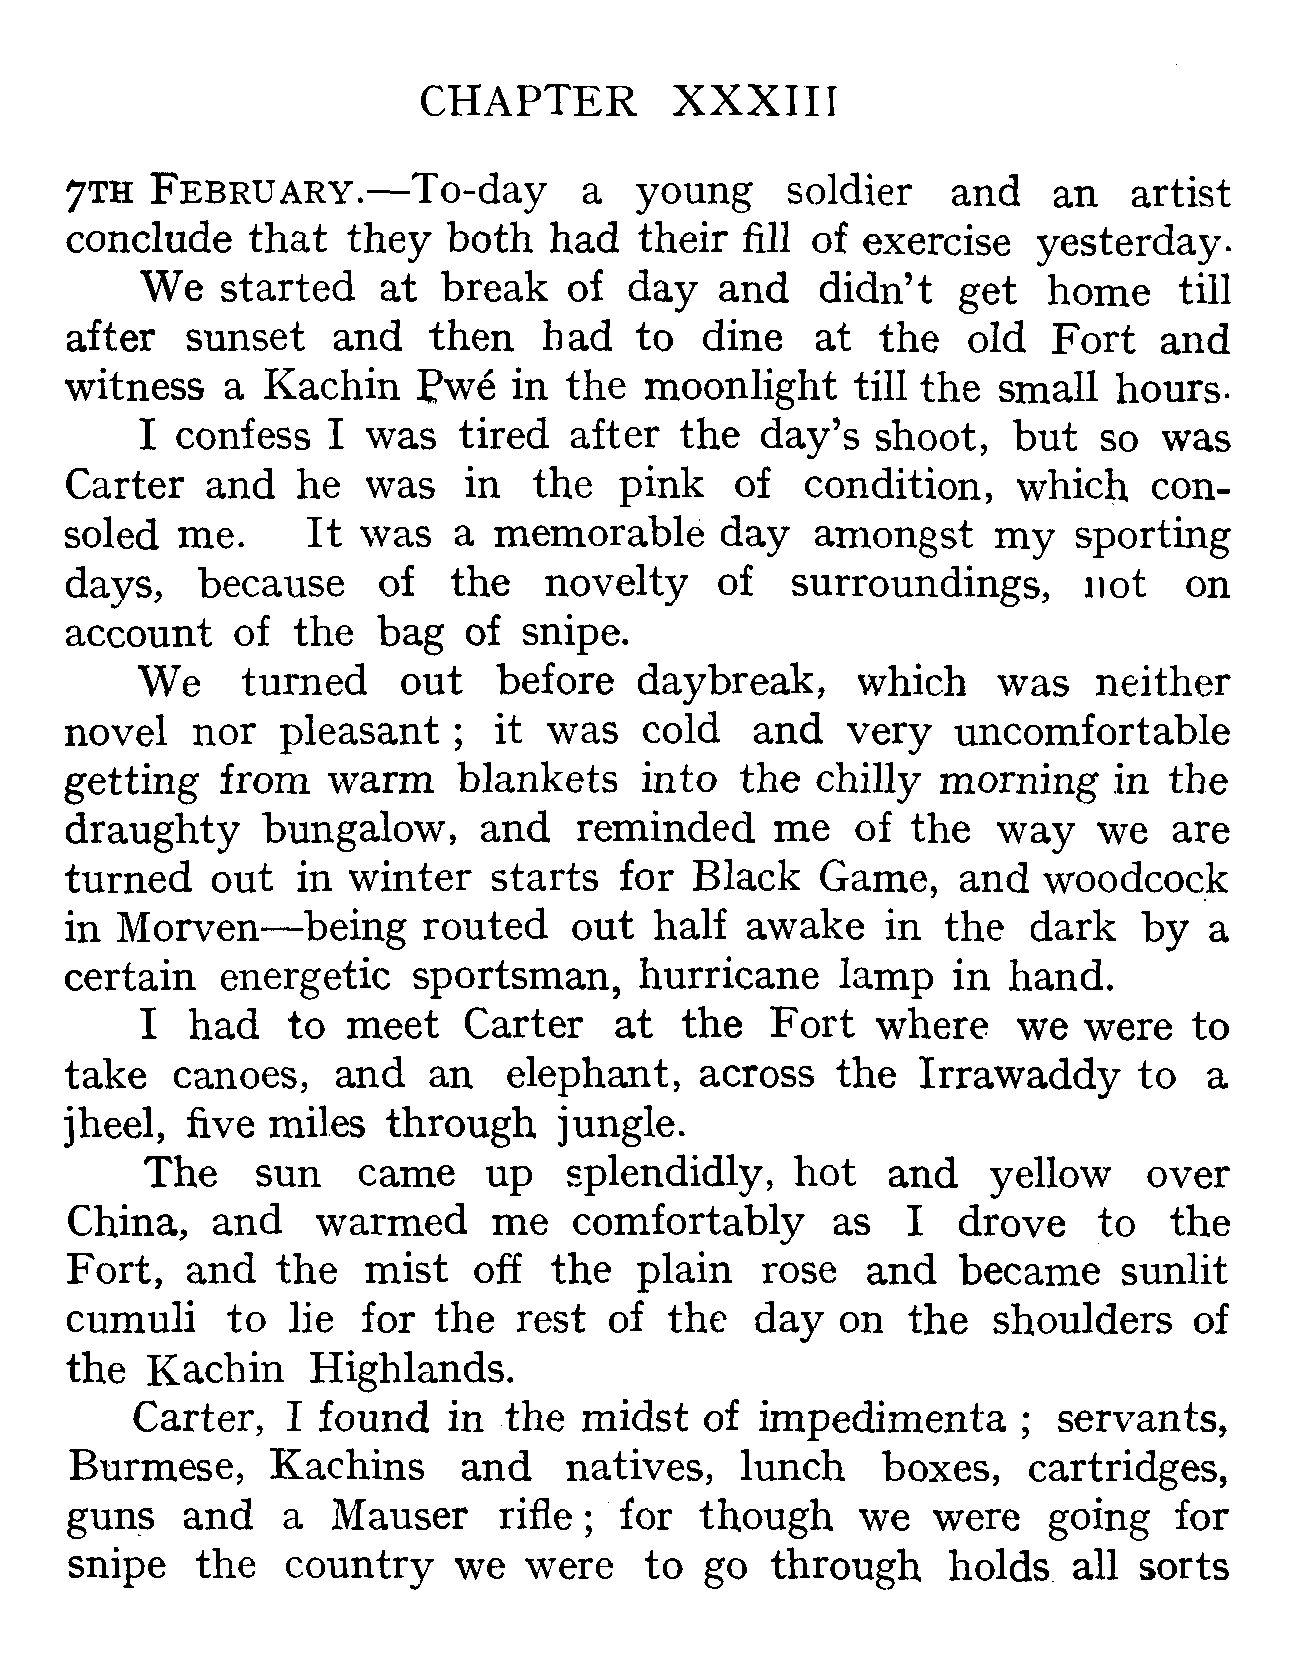 CHAPTER XXXIII
7TH FEBRUARY.—To-day a young soldier and an artist
conclude that they both had their fill of exercise yesterday.
We started at break of day and didn't get home till
after sunset and then had to dine at the old Fort and
witness a Kachin Pwé in the moonlight till the small hours.
I confess I was tired after the day's shoot, but so was
Carter and he was in the pink of condition, which con-
soled me. It was a memorable day amongst my sporting
days, because of the novelty of surroundings, not on
account of the bag of snipe.
We turned out before daybreak, which was neither
novel nor pleasant ; it was cold and very uncomfortable
getting from warm blankets into the chilly morning in the
draughty bungalow, and reminded me of the way we are
turned out in winter starts for Black Game, and woodcock
in Morven—being routed out half awake in the dark by a
certain energetic sportsman, hurricane lamp in hand.
I had to meet Carter at the Fort where we were to
take canoes, and an elephant, across the Irrawaddy to a
jheel, five miles through jungle.
The sun came up splendidly, hot and yellow over
China, and warmed me comfortably as I drove to the
Fort, and the mist off the plain rose and became sunlit
cumuli to lie for the rest of the day on the shoulders of
the Kachin Highlands.
Carter, I found in the midst of impedimenta ; servants,
Burmese, Kachins and natives, lunch boxes, cartridges,
guns and a Mauser rifle ; for though we were going for
snipe the country we were to go through holds all sorts